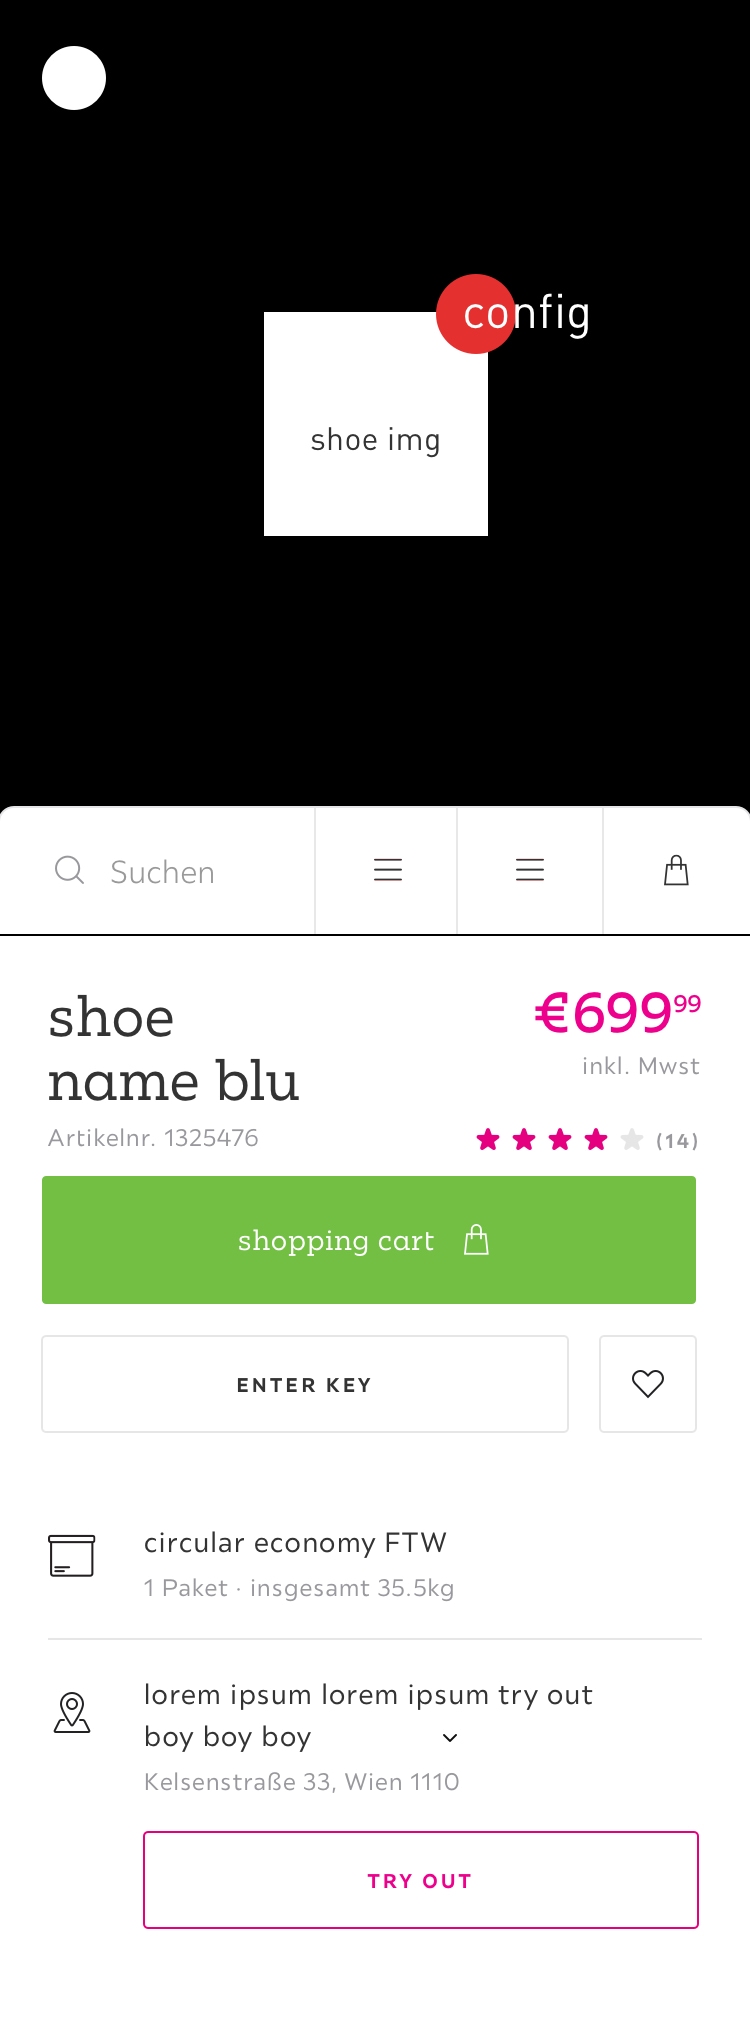 config
shoe img
Suchen
shoe
name blu
€699⁹⁹
inkl. Mwst
Artikelnr. 1325476
(14)
shopping cart
ENTER KEY
circular economy FTW
1 Paket · insgesamt 35.5kg
lorem ipsum lorem ipsum try out
boy boy boy
Kelsenstraße 33, Wien 1110
TRY OUT